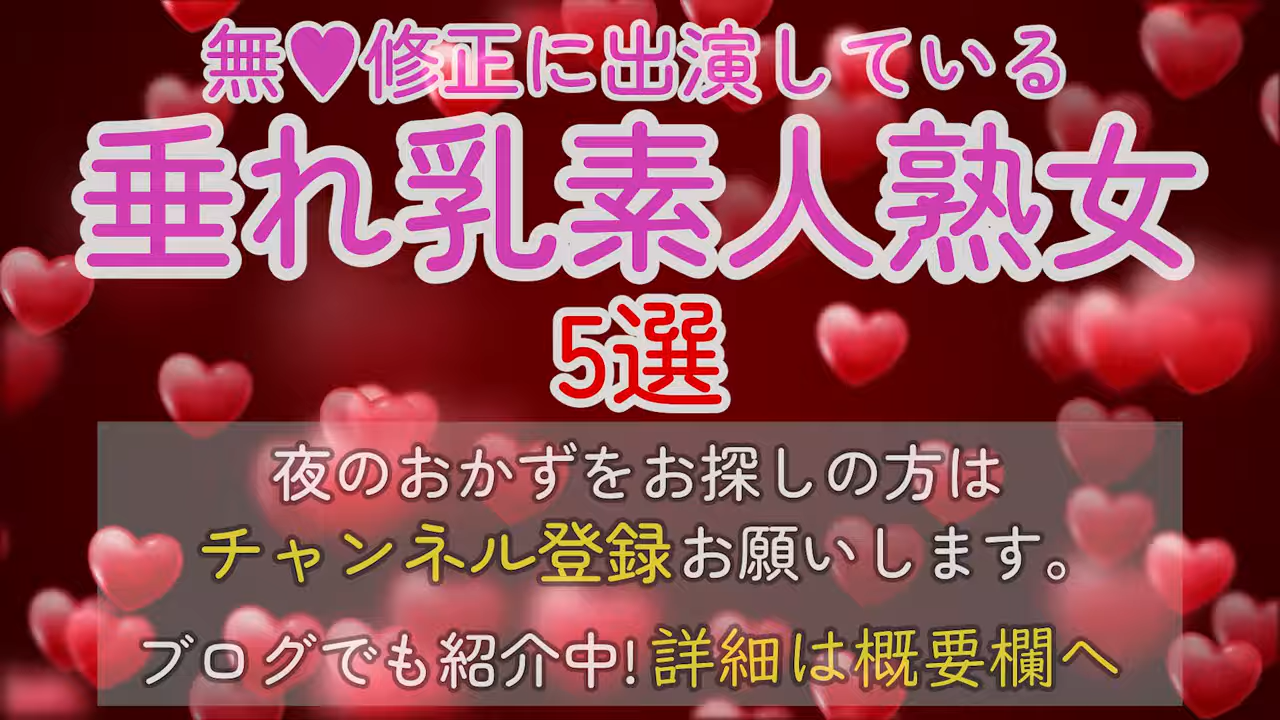 無♥修正に出演している
垂れ乳素人熟女
5選
夜のおかずをお探しの方は
チャンネル登録お願いします。
ブログでも紹介中!詳細は概要欄へ